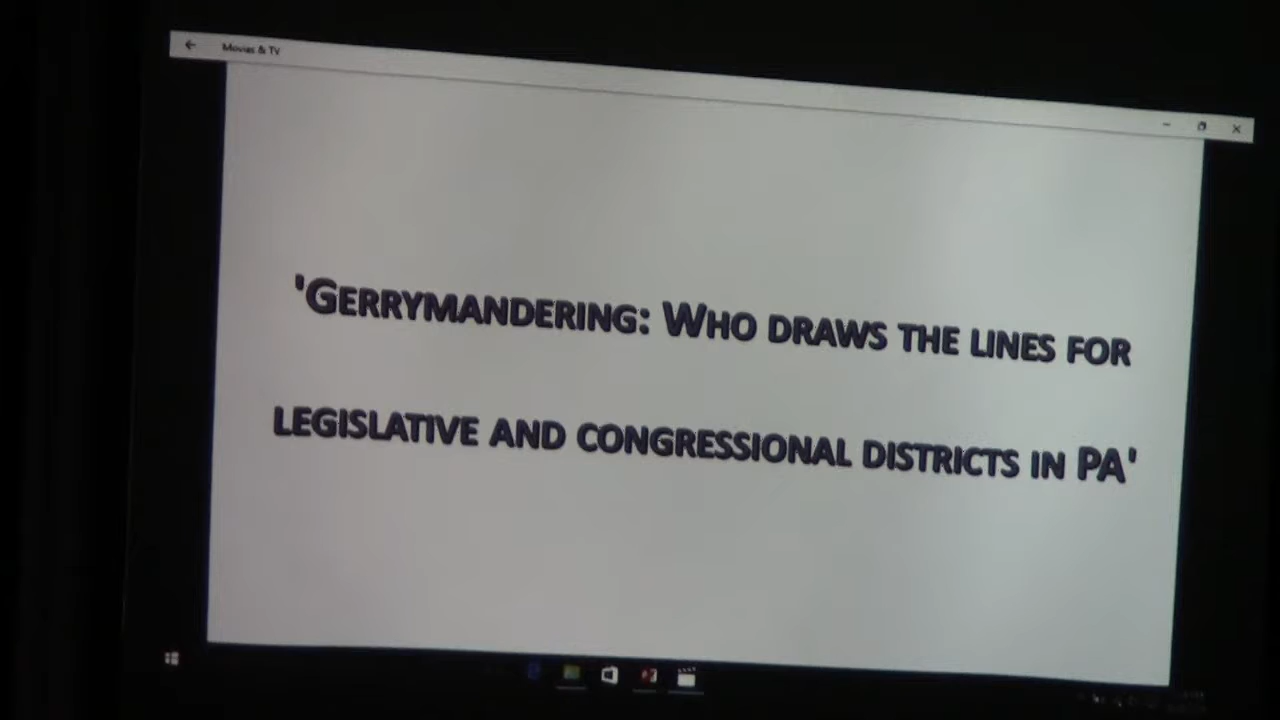 Movies & TV
'Gerrymandering: Who draws the lines for
legislative and congressional districts in PA'